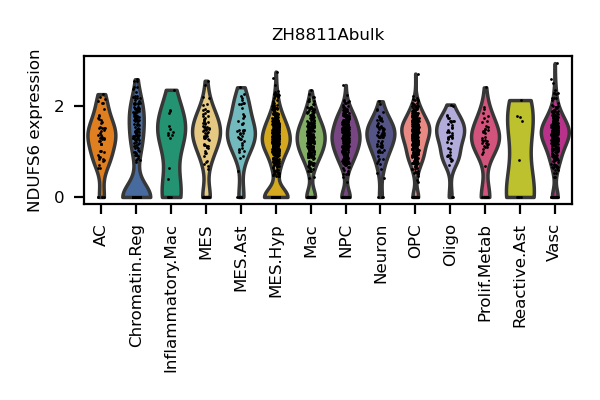 ZH8811Abulk
NDUFS6 expression
2
0
AC
Chromatin.Reg
Inflammatory.Mac
MES
MES.Ast
MES.Hyp
Mac
NPC
Neuron
OPC
Oligo
Prolif.Metab
Reactive.Ast
Vasc